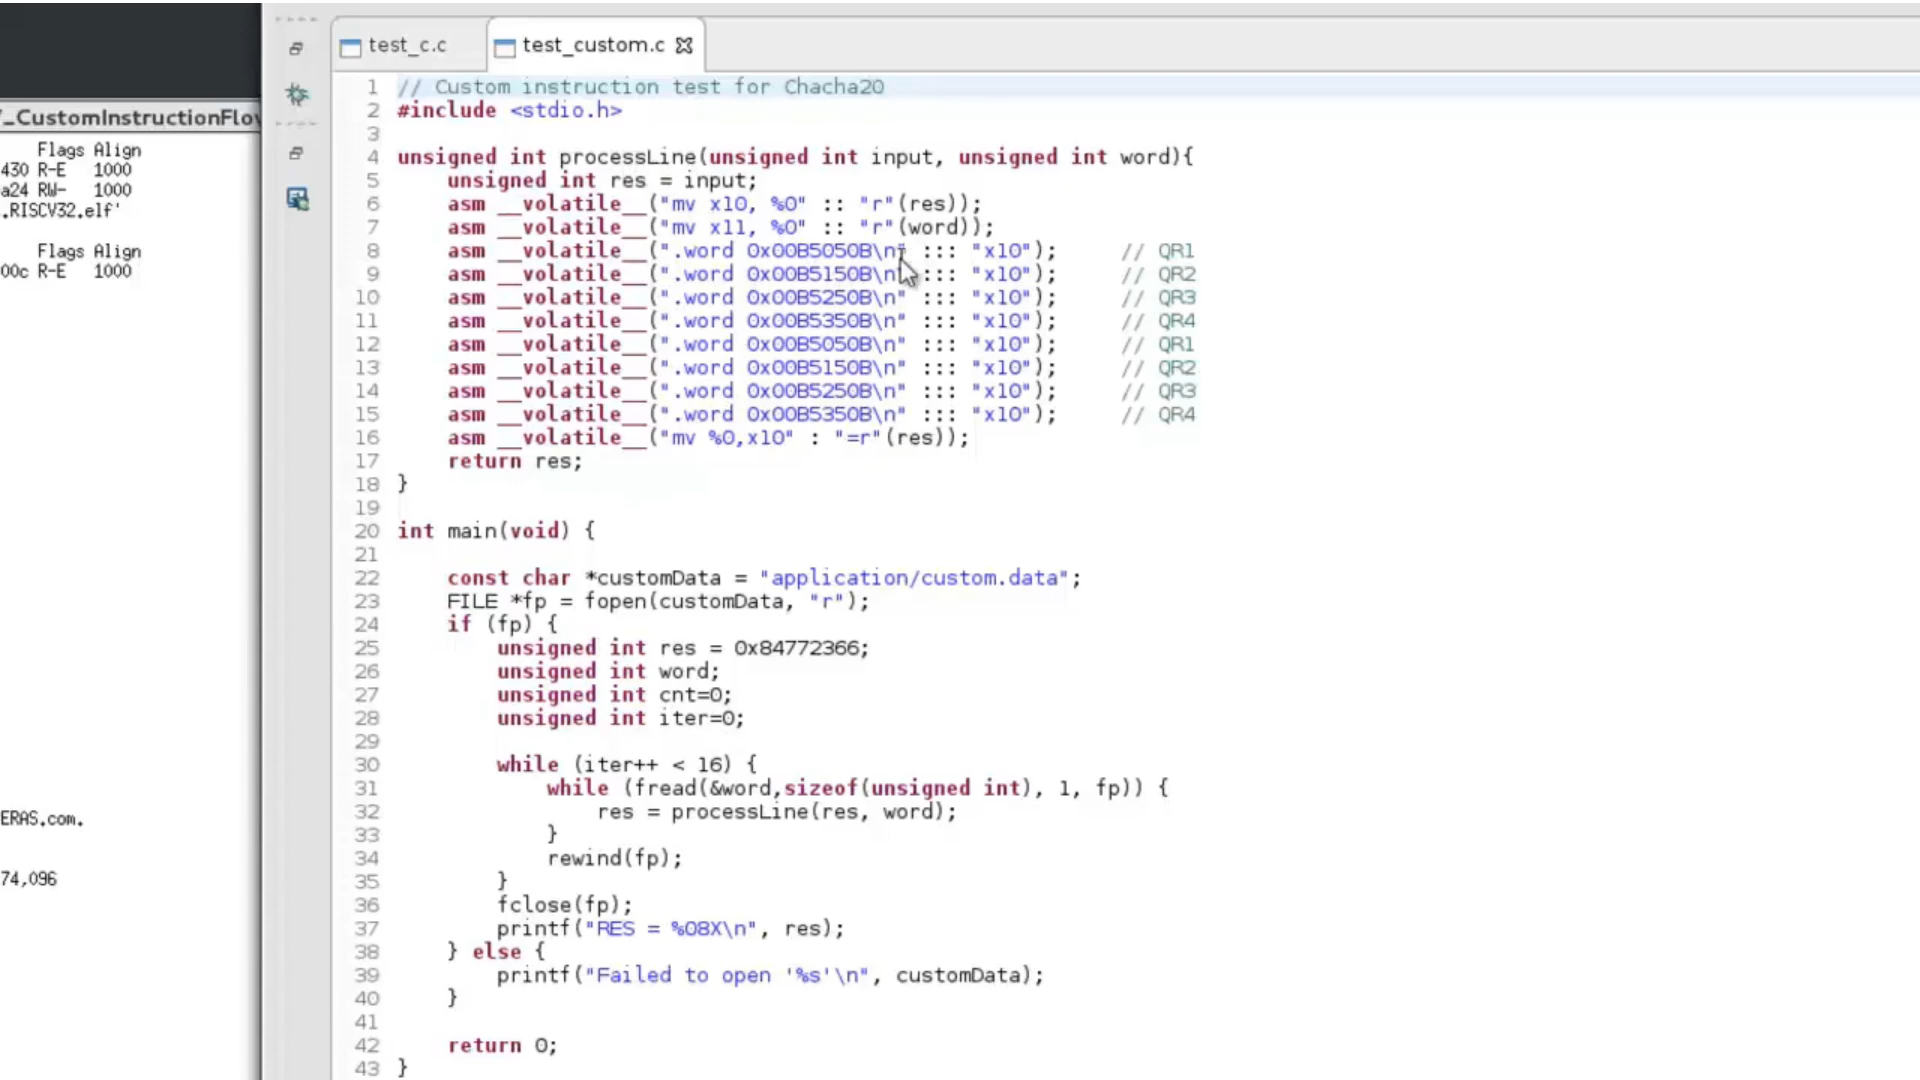 test_c.c
test_custom.c
_CustomInstructionFlo
Flags Align
430 R-E 1000
a24 RW- 1000
.RISCV32.elf'
Flags Align
00c R-E 1000
ERAS.com.
74,096
1 // Custom instruction test for Chacha20
2 #include <stdio.h>
3
4 unsigned int processLine(unsigned int input, unsigned int word){
5 unsigned int res = input;
6 asm __volatile__("mv x10, %0" :: "r"(res));
7 asm __volatile__("mv x11, %0" :: "r"(word));
8 asm __volatile__(".word 0x00B5050B\n" ::: "x10"); // QR1
9 asm __volatile__(".word 0x00B5150B\n" ::: "x10"); // QR2
10 asm __volatile__(".word 0x00B5250B\n" ::: "x10"); // QR3
11 asm __volatile__(".word 0x00B5350B\n" ::: "x10"); // QR4
12 asm __volatile__(".word 0x00B5050B\n" ::: "x10"); // QR1
13 asm __volatile__(".word 0x00B5150B\n" ::: "x10"); // QR2
14 asm __volatile__(".word 0x00B5250B\n" ::: "x10"); // QR3
15 asm __volatile__(".word 0x00B5350B\n" ::: "x10"); // QR4
16 asm __volatile__("mv %0,x10" : "=r"(res));
17 return res;
18 }
19
20 int main(void) {
21
22 const char *customData = "application/custom.data";
23 FILE *fp = fopen(customData, "r");
24 if (fp) {
25 unsigned int res = 0x84772366;
26 unsigned int word;
27 unsigned int cnt=0;
28 unsigned int iter=0;
29
30 while (iter++ < 16) {
31 while (fread(&word,sizeof(unsigned int), 1, fp)) {
32 res = processLine(res, word);
33 }
34 rewind(fp);
35 }
36 fclose(fp);
37 printf("RES = %08X\n", res);
38 } else {
39 printf("Failed to open '%s'\n", customData);
40 }
41
42 return 0;
43 }